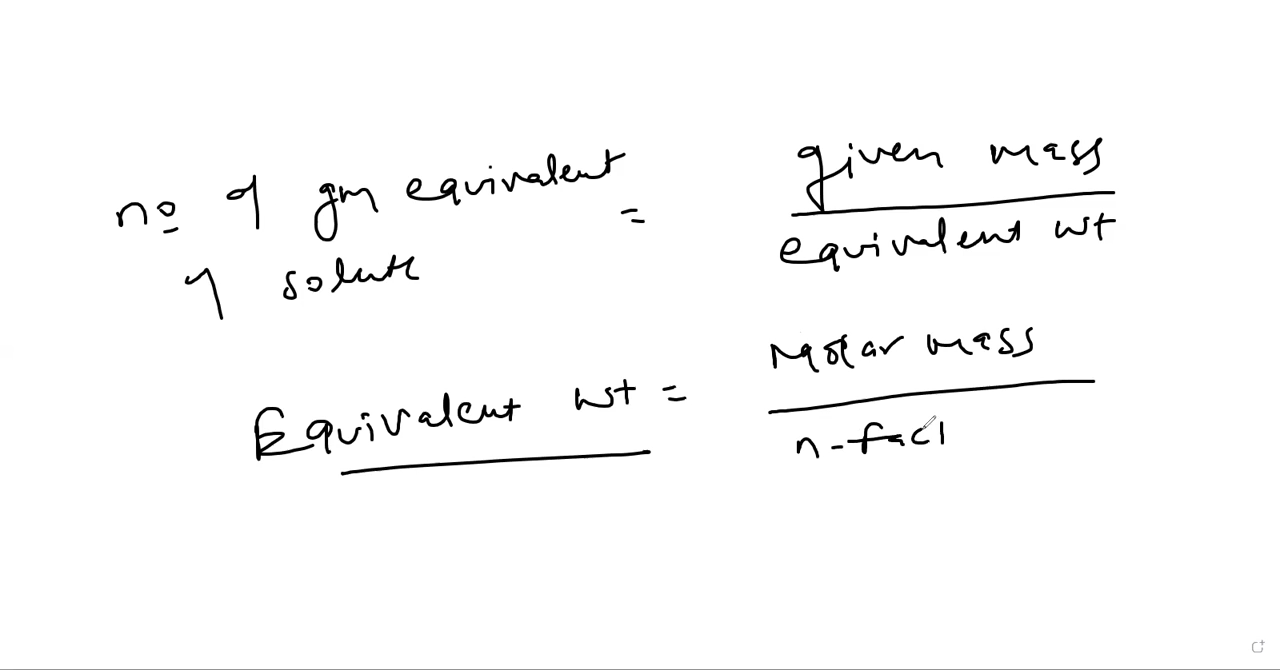 no of gm equivalent = given mass
of solute equivalent wt
Equivalent wt = Molar mass
n-fact